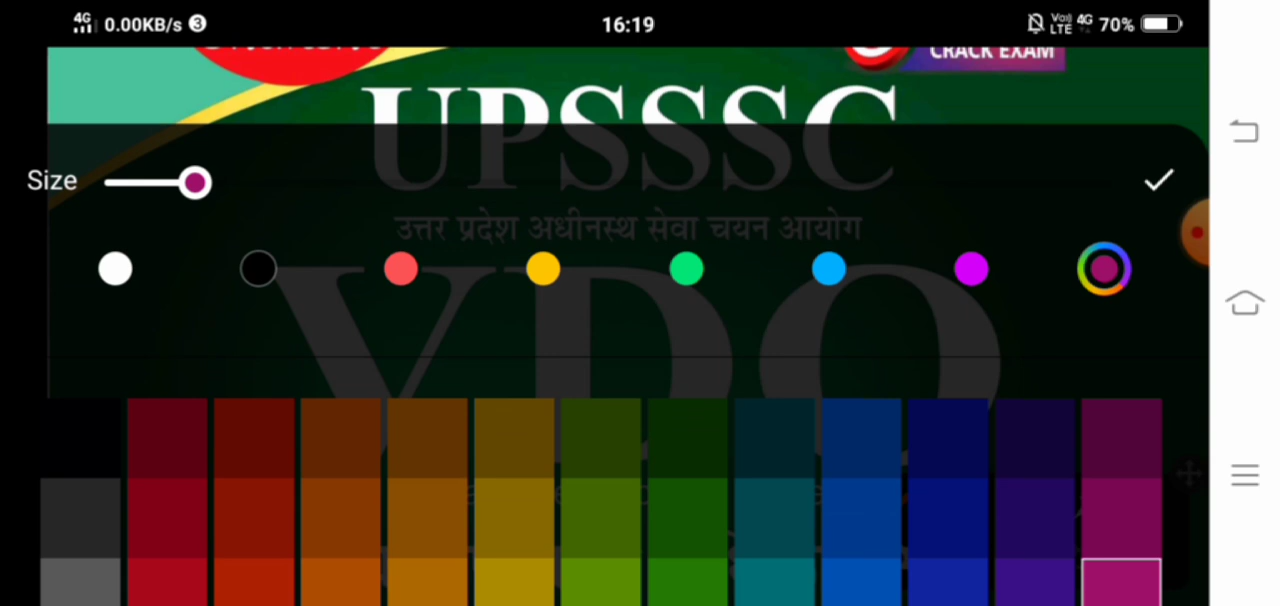 4G 0.00KB/s 3 16:19 Vo) LTE 4G 70%
CRACK EXAM
UPSSSC
Size
उत्तर प्रदेश अधीनस्थ सेवा चयन आयोग
VDO